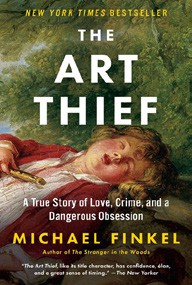 NEW YORK TIMES BESTSELLER
THE
ART
THIEF
A True Story of Love, Crime, and a
Dangerous Obsession
MICHAEL FINKEL
Author of The Stranger in the Woods
"The Art Thief, like its title character, has confidence, élan,
and a great sense of timing." —The New Yorker